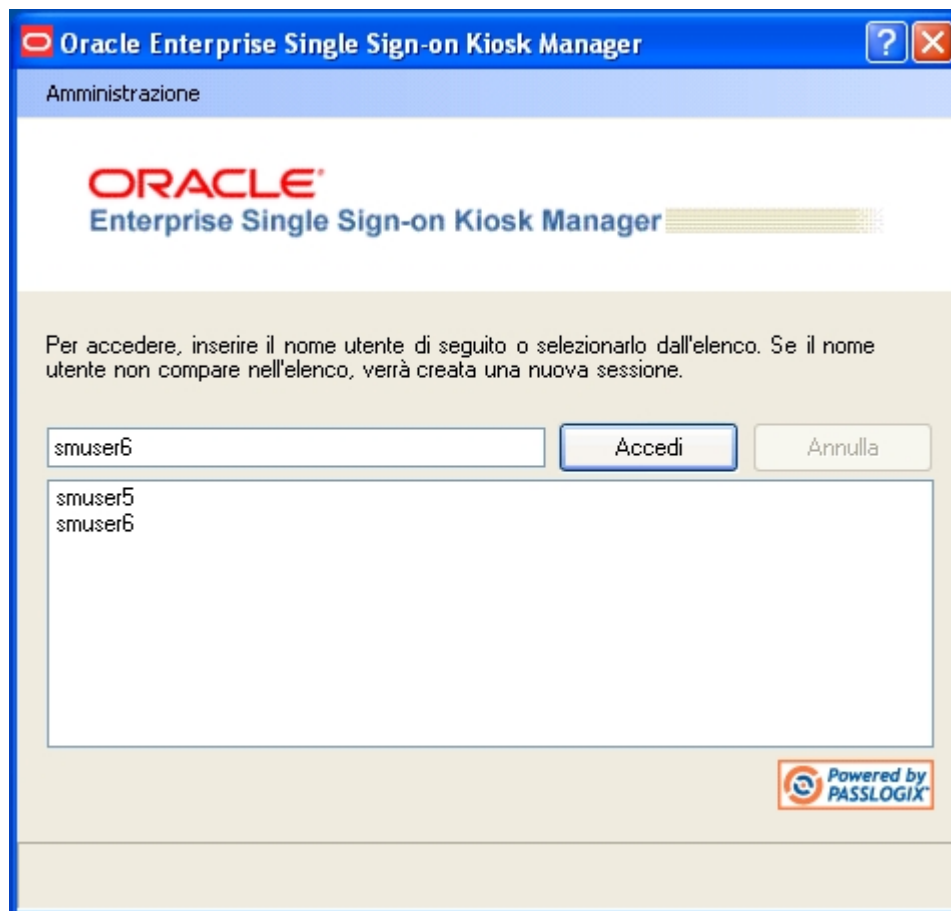 Oracle Enterprise Single Sign-on Kiosk Manager
Amministrazione
ORACLE
Enterprise Single Sign-on Kiosk Manager
Per accedere, inserire il nome utente di seguito o selezionarlo dall'elenco. Se il nome
utente non compare nell'elenco, verrà creata una nuova sessione.
smuser6 Accedi Annulla
smuser5
smuser6
Powered by
PASSLOGIX